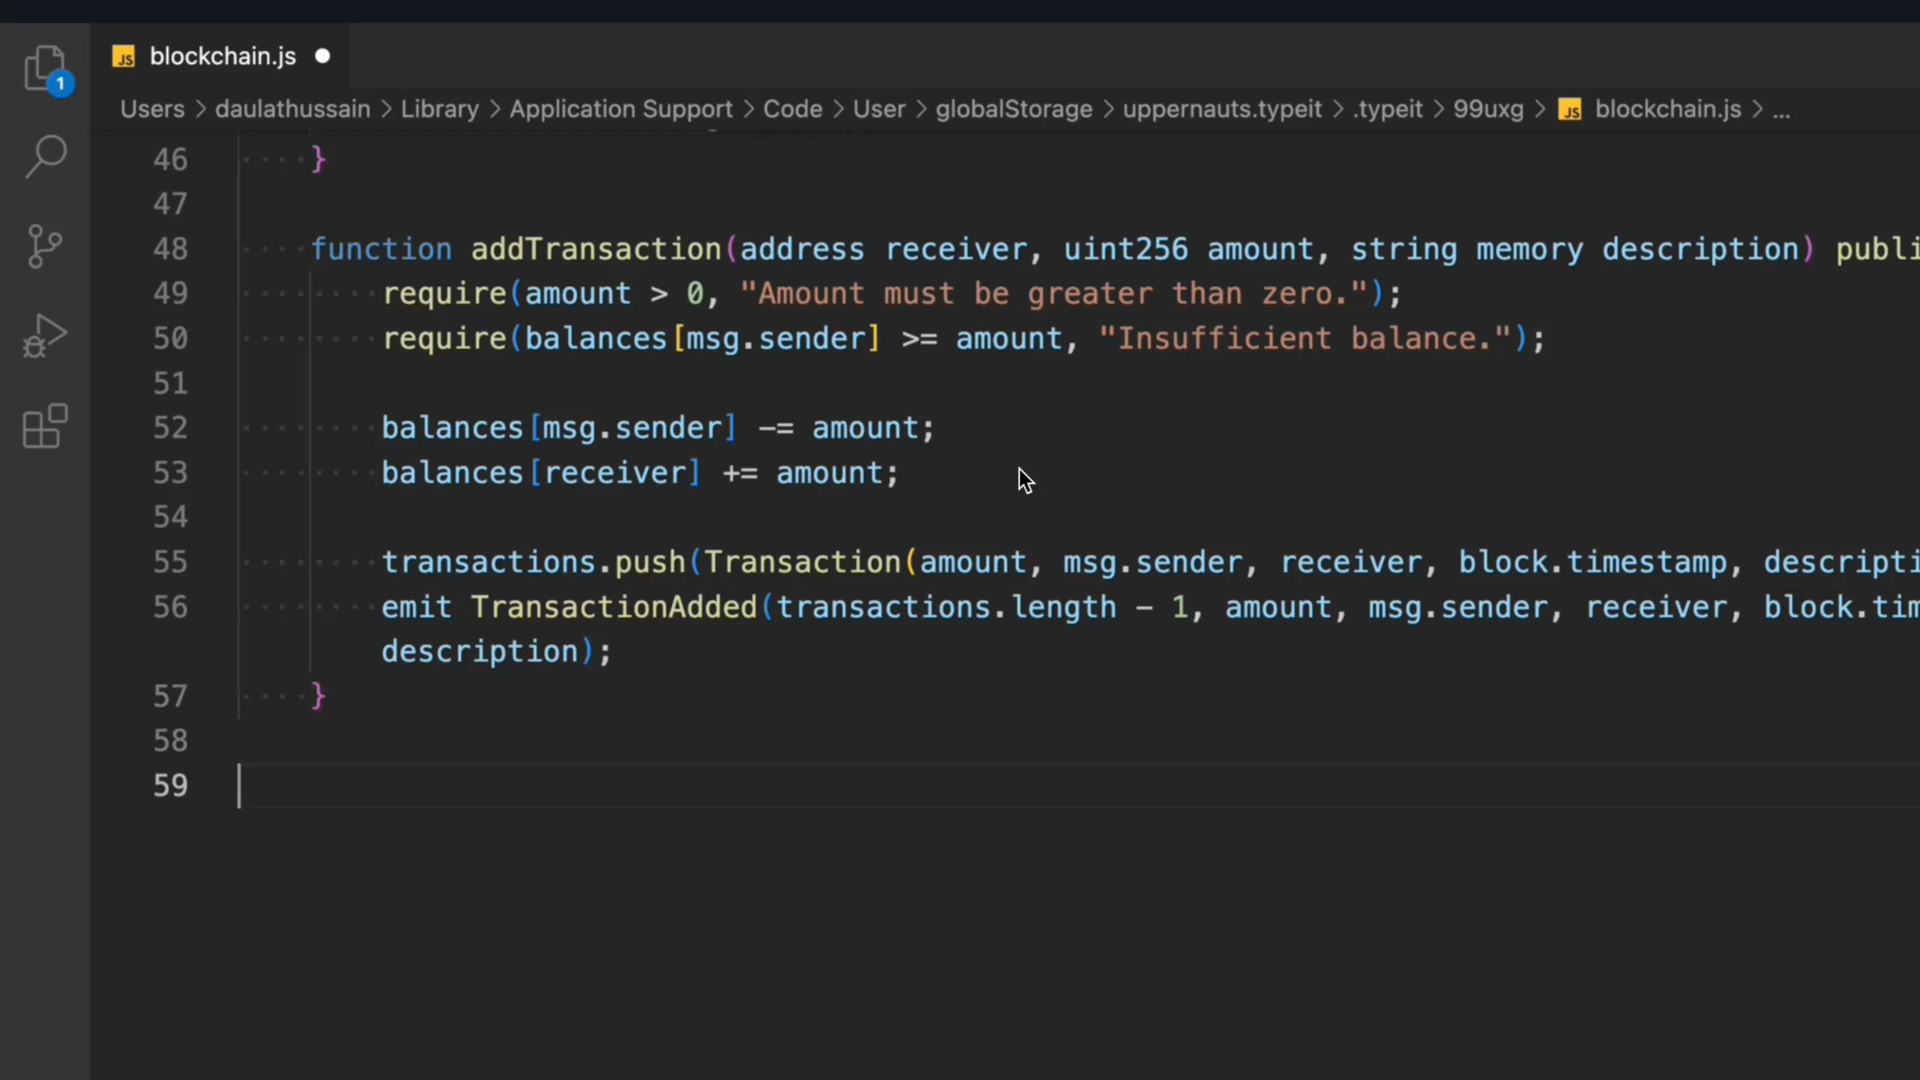 JS blockchain.js
1
Users > daulathussain > Library > Application Support > Code > User > globalStorage > uppernauts.typeit > .typeit > 99uxg > JS blockchain.js > ...
46 }
47
48 function addTransaction(address receiver, uint256 amount, string memory description) publi
49 require(amount > 0, "Amount must be greater than zero.");
50 require(balances[msg.sender] >= amount, "Insufficient balance.");
51
52 balances[msg.sender] -= amount;
53 balances[receiver] += amount;
54
55 transactions.push(Transaction(amount, msg.sender, receiver, block.timestamp, descripti
56 emit TransactionAdded(transactions.length - 1, amount, msg.sender, receiver, block.tim
description);
57 }
58
59